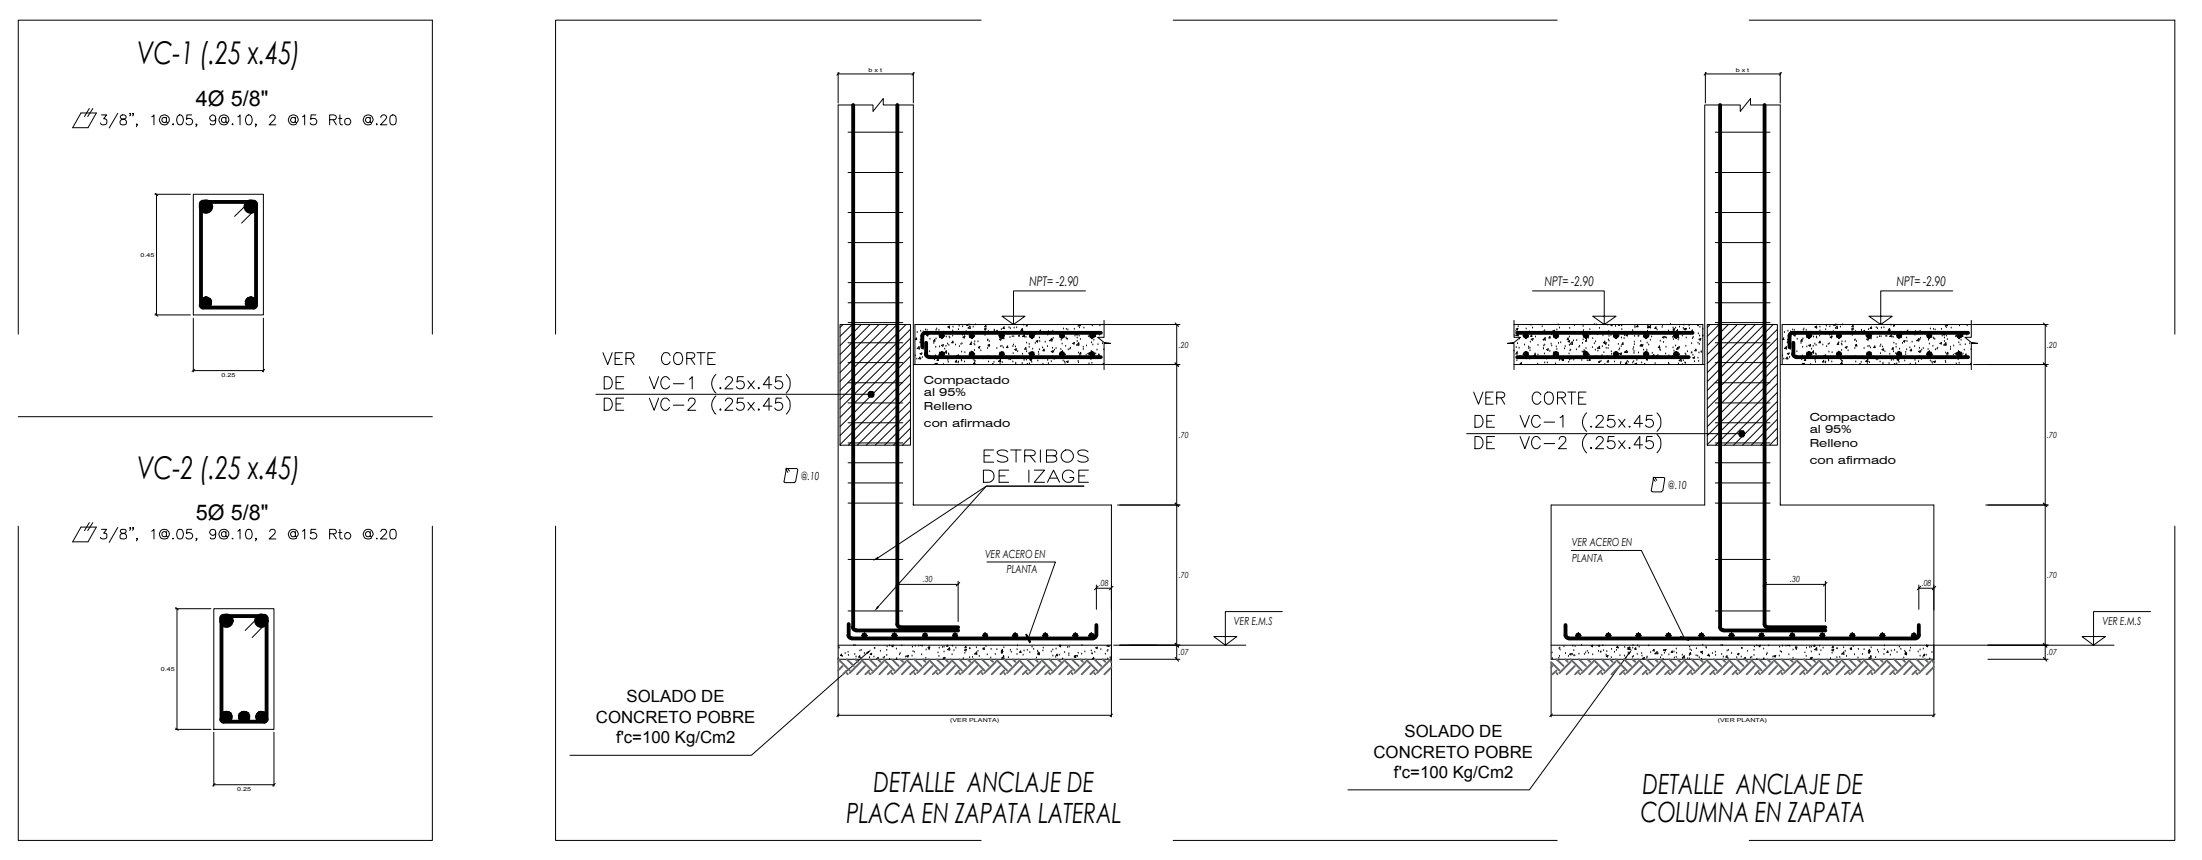 VC-1 (.25 x.45)
4Ø 5/8"
3/8", 1@.05, 9@.10, 2 @15 Rto @.20
0.45
0.25
VC-2 (.25 x.45)
5Ø 5/8"
3/8", 1@.05, 9@.10, 2 @15 Rto @.20
0.45
0.25
b x t
NPT= -2.90
.20
VER CORTE
DE VC-1 (.25x.45)
DE VC-2 (.25x.45)
Compactado
al 95%
Relleno
con afirmado
.70
ESTRIBOS
DE IZAGE
@.10
VER ACERO EN
PLANTA
.30
.08
.70
VER E.M.S
.07
SOLADO DE
CONCRETO POBRE
f'c=100 Kg/Cm2
(VER PLANTA)
DETALLE ANCLAJE DE
PLACA EN ZAPATA LATERAL
b x t
NPT= -2.90
NPT= -2.90
.20
VER CORTE
DE VC-1 (.25x.45)
DE VC-2 (.25x.45)
Compactado
al 95%
Relleno
con afirmado
.70
@.10
VER ACERO EN
PLANTA
.30
.08
.70
VER E.M.S
.07
SOLADO DE
CONCRETO POBRE
f'c=100 Kg/Cm2
(VER PLANTA)
DETALLE ANCLAJE DE
COLUMNA EN ZAPATA